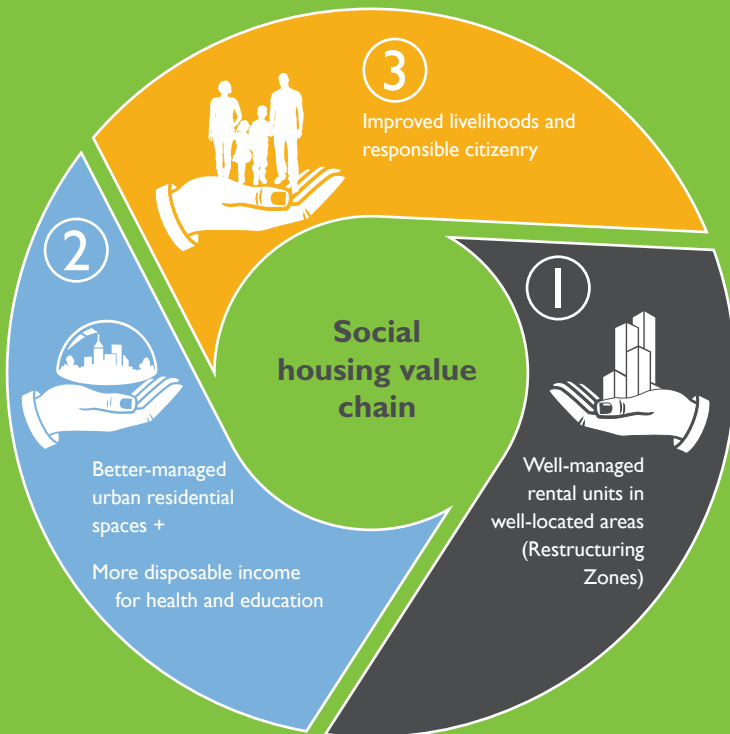 Social
housing value
chain
1
Well-managed
rental units in
well-located areas
(Restructuring
Zones)
2
Better-managed
urban residential
spaces +
More disposable income
for health and education
3
Improved livelihoods and
responsible citizenry